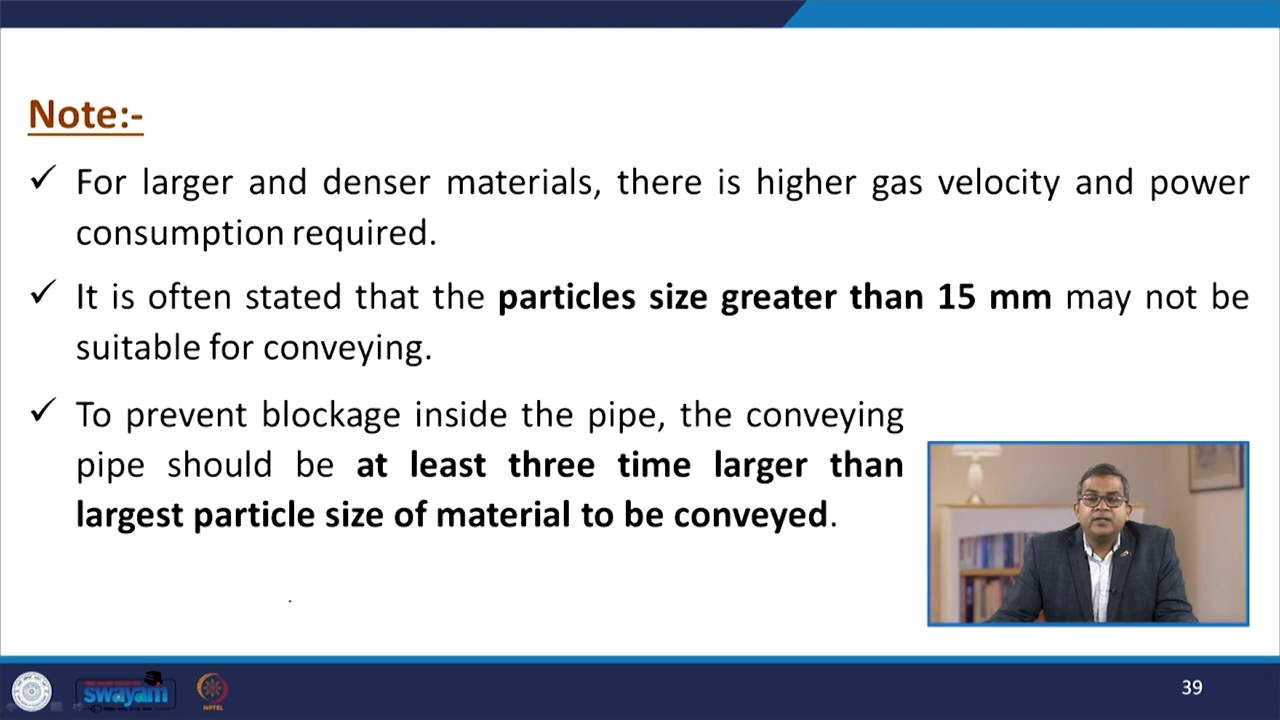 Note:-
✓ For larger and denser materials, there is higher gas velocity and power
consumption required.
✓ It is often stated that the particles size greater than 15 mm may not be
suitable for conveying.
✓ To prevent blockage inside the pipe, the conveying
pipe should be at least three time larger than
largest particle size of material to be conveyed.
swayam
NPTEL
39